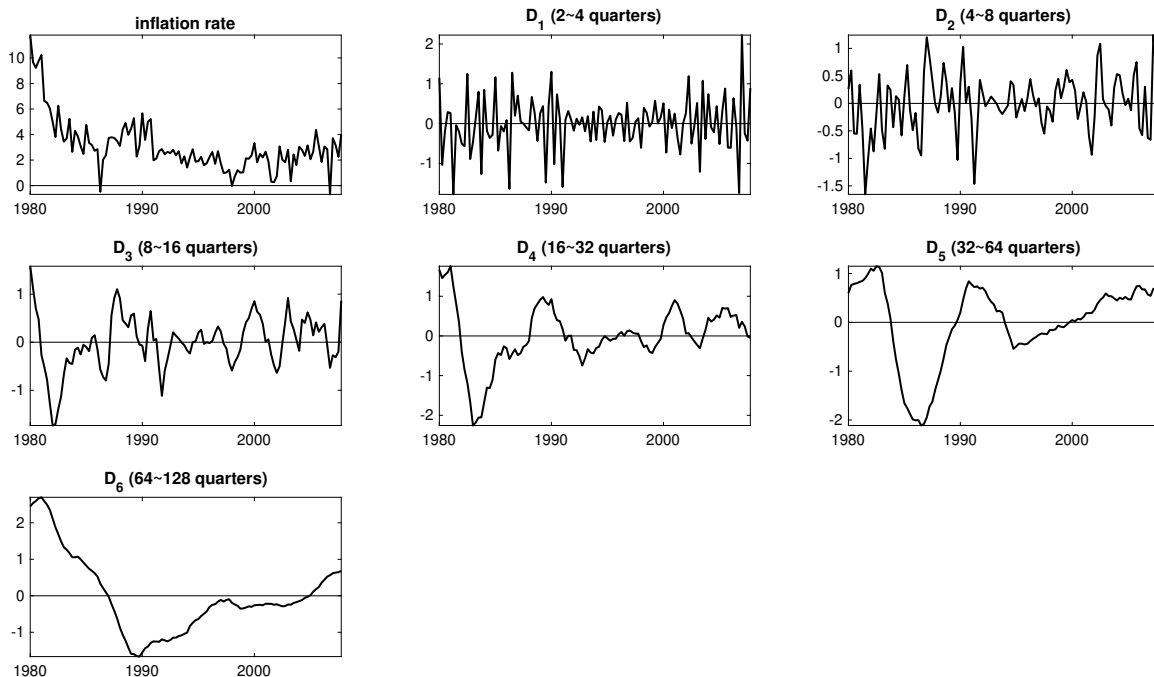 inflation rate
10
8
6
4
2
0
1980 1990 2000
D1 (2~4 quarters)
2
1
0
-1
1980 1990 2000
D2 (4~8 quarters)
1
0.5
0
-0.5
-1
-1.5
1980 1990 2000
D3 (8~16 quarters)
1
0
-1
1980 1990 2000
D4 (16~32 quarters)
1
0
-1
-2
1980 1990 2000
D5 (32~64 quarters)
1
0
-1
-2
1980 1990 2000
D6 (64~128 quarters)
2
1
0
-1
1980 1990 2000